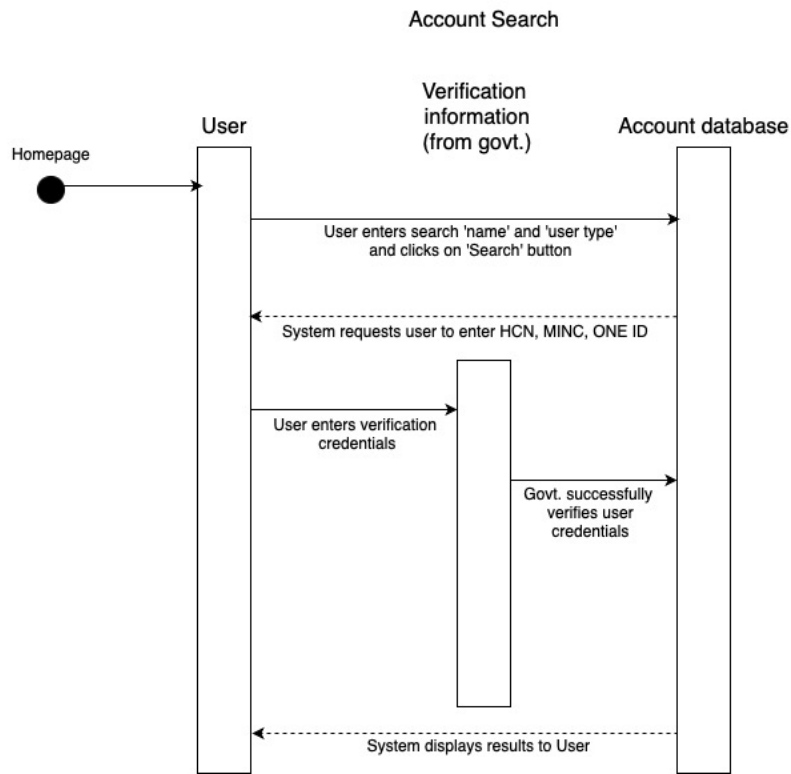 Account Search
Verification
information
(from govt.)
User
Account database
Homepage
User enters search 'name' and 'user type'
and clicks on 'Search' button
System requests user to enter HCN, MINC, ONE ID
User enters verification
credentials
Govt. successfully
verifies user
credentials
System displays results to User